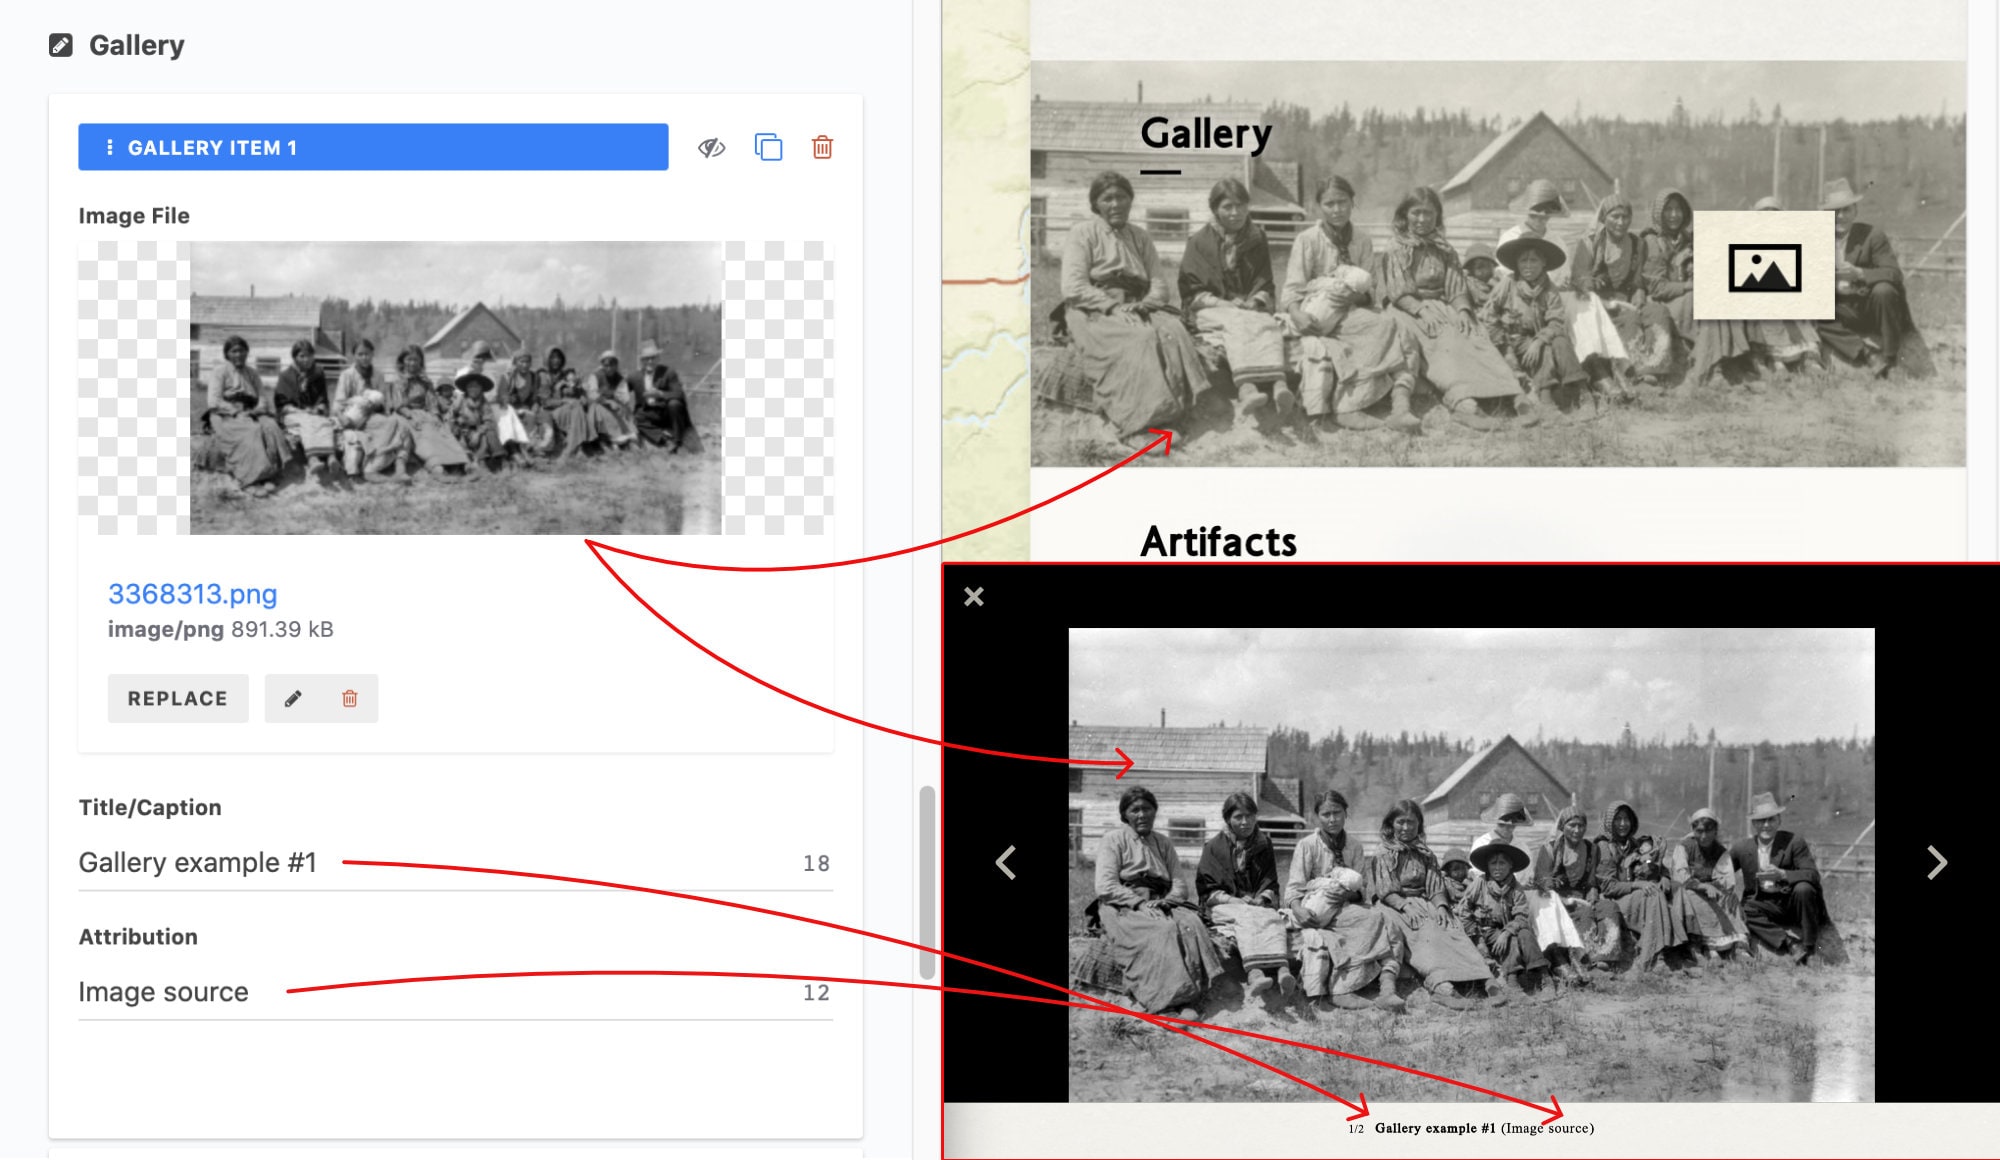 Gallery
GALLERY ITEM 1
Image File
3368313.png
image/png 891.39 kB
REPLACE
Title/Caption
Gallery example #1 18
Attribution
Image source 12
Gallery
Artifacts
1/2 Gallery example #1 (Image source)